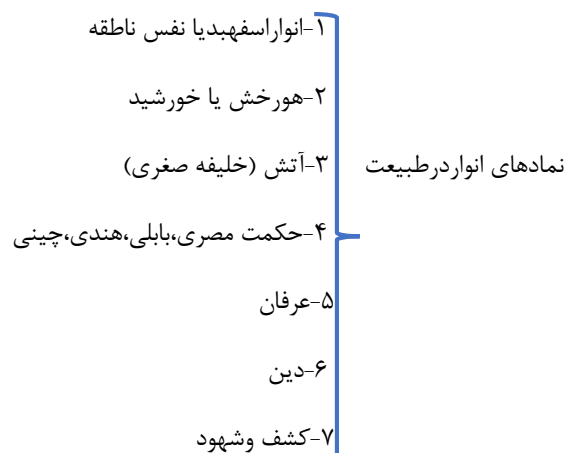 ۱-انواراسفهبدیا نفس ناطقه
۲-هورخش یا خورشید
نمادهای انواردرطبیعت
۳-آتش (خلیفه صغری)
۴-حکمت مصری،بابلی،هندی،چینی
۵-عرفان
۶-دین
۷-کشف وشهود